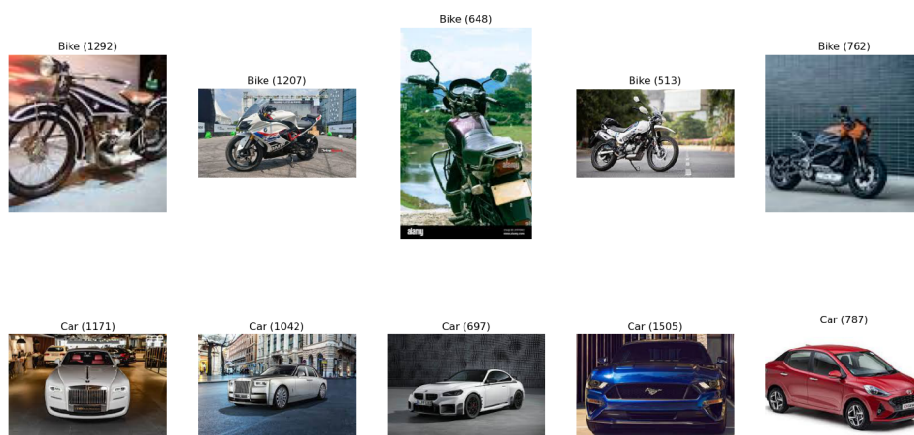 Bike (648)
Bike (1292)
Bike (762)
Bike (1207)
Bike (513)
alamy
Car (787)
Car (1171)
Car (1042)
Car (697)
Car (1505)